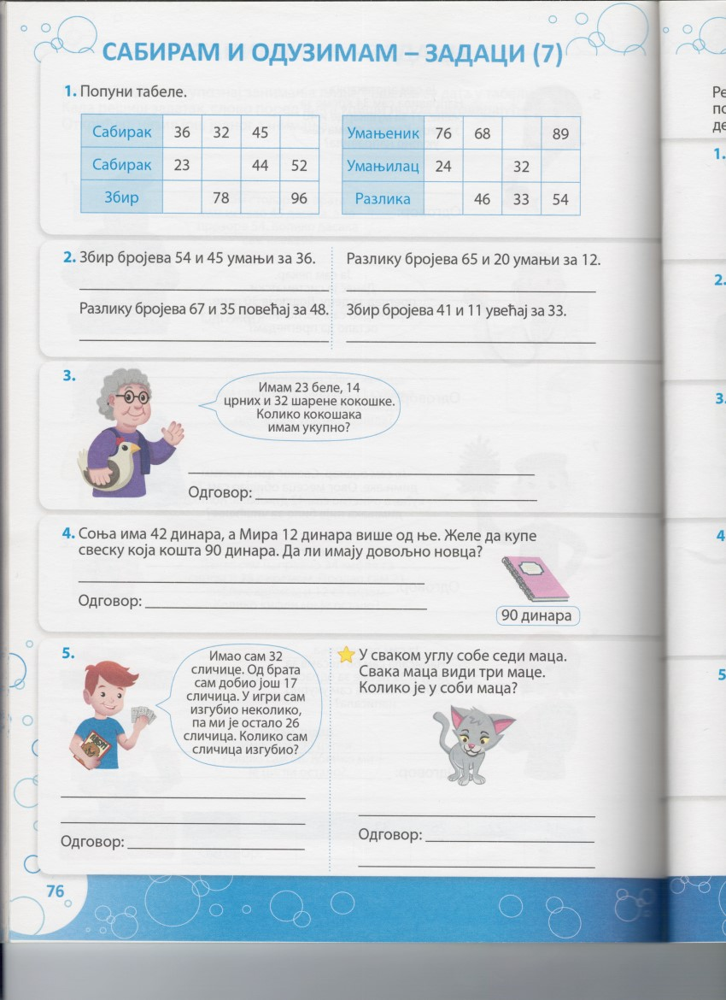 САБИРАМ И ОДУЗИМАМ – ЗАДАЦИ (7)
1. Попуни табеле.
Сабирак 36 32 45
Сабирак 23 44 52
Збир 78 96
Умањеник 76 68 89
Умањилац 24 32
Разлика 46 33 54
2. Збир бројева 54 и 45 умањи за 36.
Разлику бројева 65 и 20 умањи за 12.
Разлику бројева 67 и 35 повећај за 48.
Збир бројева 41 и 11 увећај за 33.
3.
Имам 23 беле, 14
црних и 32 шарене кокошке.
Колико кокошака
имам укупно?
Одговор:
4. Соња има 42 динара, а Мира 12 динара више од ње. Желе да купе
свеску која кошта 90 динара. Да ли имају довољно новца?
Одговор:
90 динара
5.
Имао сам 32
сличице. Од брата
сам добио још 17
сличица. У игри сам
изгубио неколико,
па ми је остало 26
сличица. Колико сам
сличица изгубио?
Одговор:
У сваком углу собе седи маца.
Свака маца види три маце.
Колико је у соби маца?
Одговор:
76
Ре
по
де
1.
2.
3.
4
5